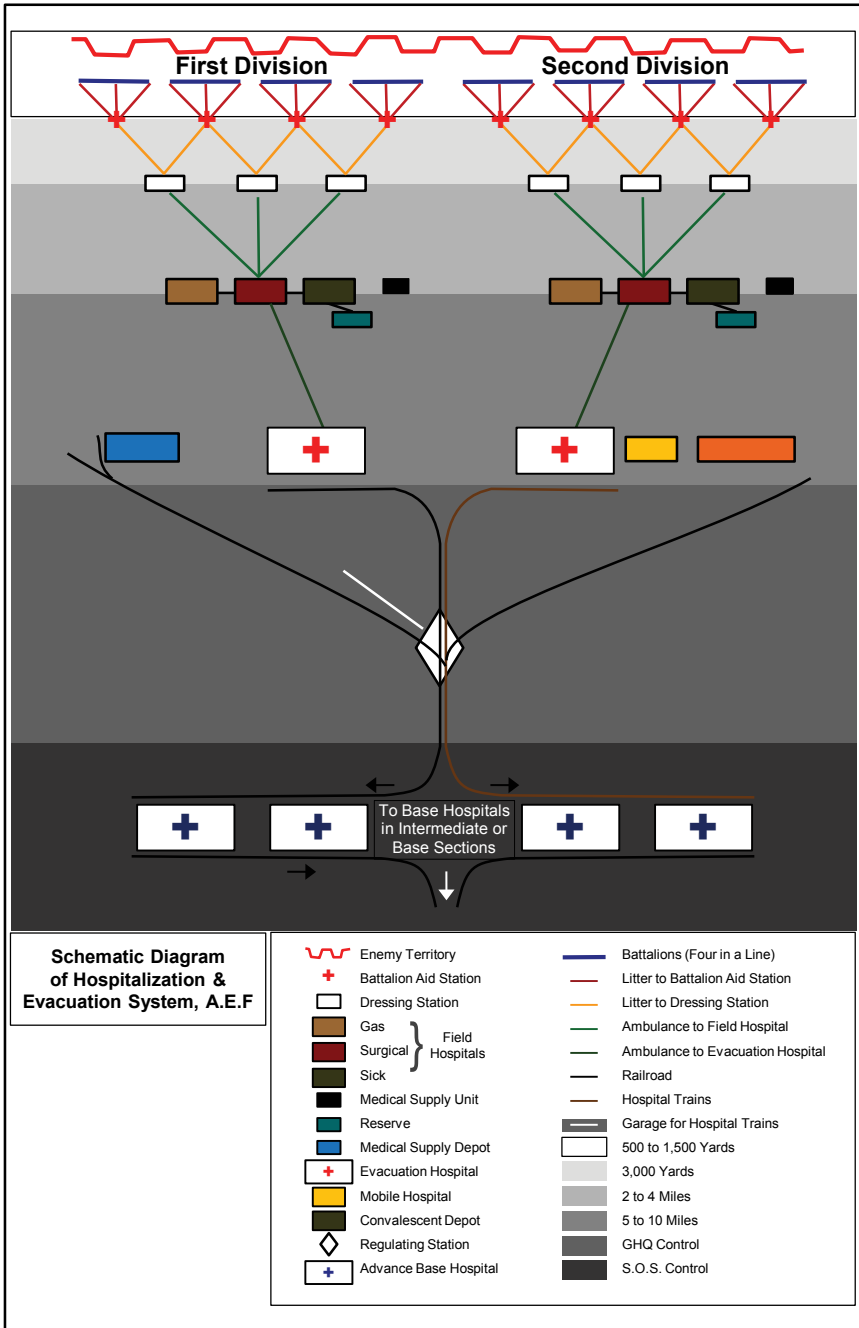 First Division
Second Division
To Base Hospitals
in Intermediate or
Base Sections
Schematic Diagram
of Hospitalization &
Evacuation System, A.E.F
Enemy Territory
Battalion Aid Station
Dressing Station
Gas
Surgical
Sick
Field
Hospitals
Medical Supply Unit
Reserve
Medical Supply Depot
Evacuation Hospital
Mobile Hospital
Convalescent Depot
Regulating Station
Advance Base Hospital
Battalions (Four in a Line)
Litter to Battalion Aid Station
Litter to Dressing Station
Ambulance to Field Hospital
Ambulance to Evacuation Hospital
Railroad
Hospital Trains
Garage for Hospital Trains
500 to 1,500 Yards
3,000 Yards
2 to 4 Miles
5 to 10 Miles
GHQ Control
S.O.S. Control